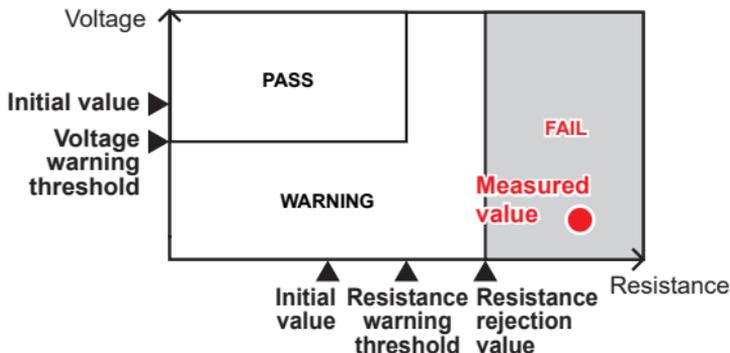 Voltage
PASS
Initial value
Voltage
warning
threshold
FAIL
WARNING
Measured
value
Resistance
Initial
value
Resistance
warning
threshold
Resistance
rejection
value